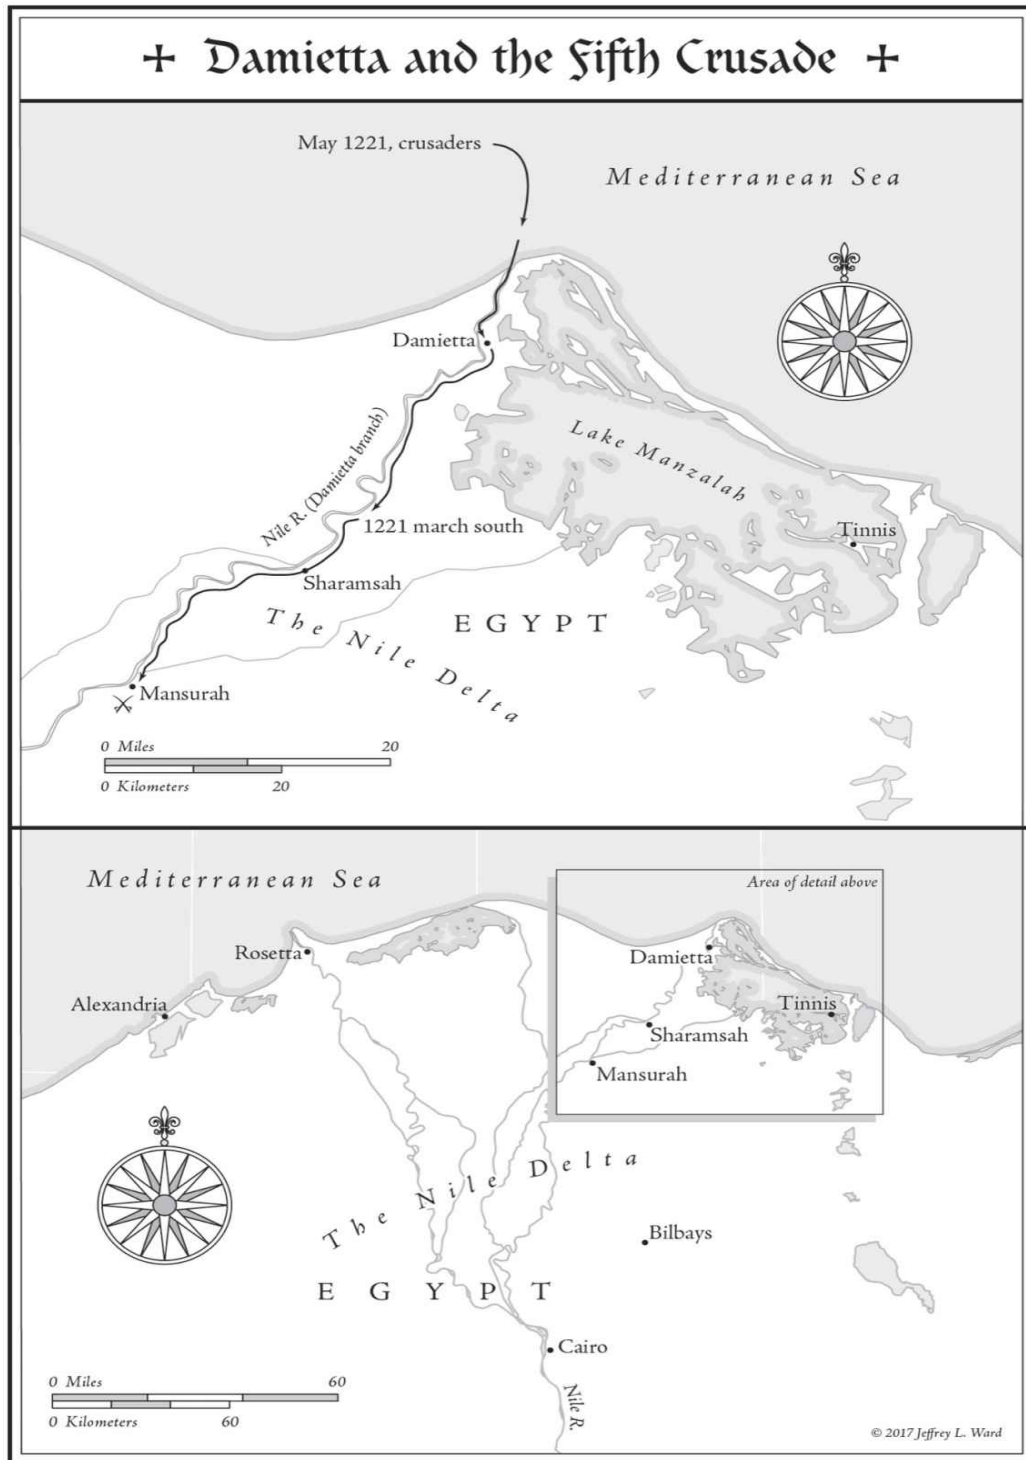 Damietta and the Fifth Crusade
May 1221, crusaders
Mediterranean Sea
Damietta
Lake Manzalah
Nile R. (Damietta branch)
1221 march south
Tinnis
Sharamsah
The Nile Delta
EGYPT
Mansurah
0 Miles 20
0 Kilometers 20
Mediterranean Sea
Area of detail above
Rosetta
Damietta
Alexandria
Tinnis
Sharamsah
Mansurah
The Nile Delta
Bilbays
EGYPT
Cairo
0 Miles 60
Nile R.
0 Kilometers 60
© 2017 Jeffrey L. Ward